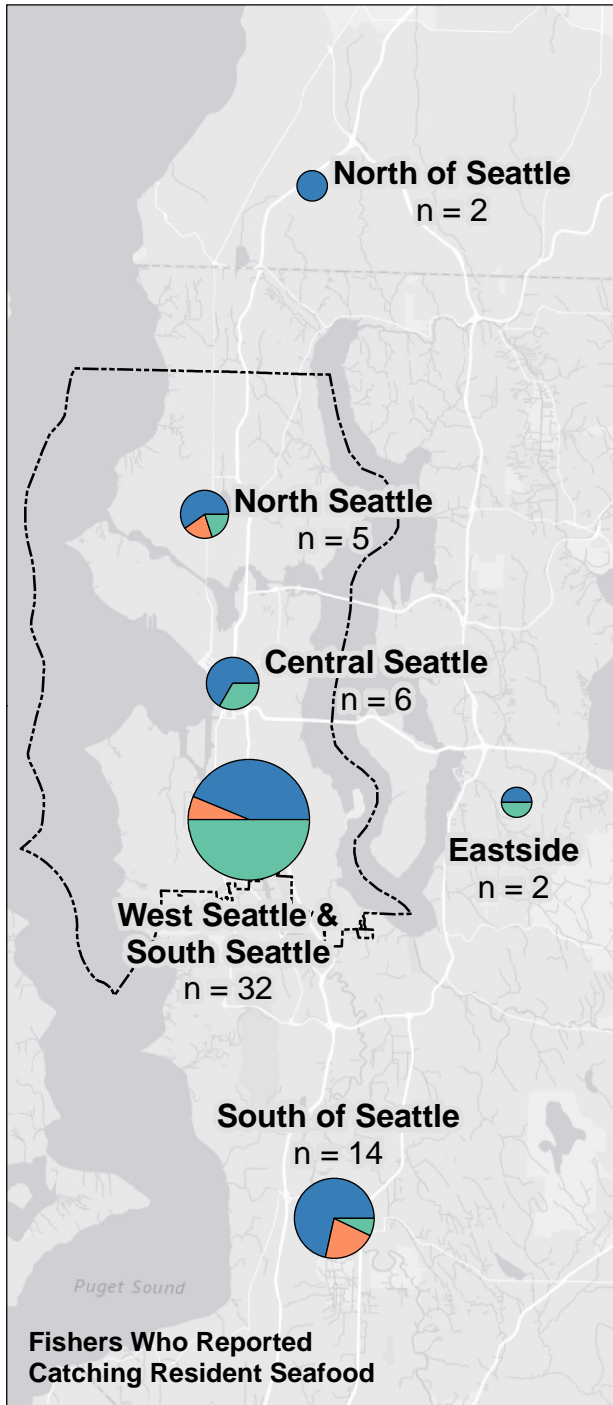 North of Seattle
n = 2
North Seattle
n = 5
Central Seattle
n = 6
Eastside
n = 2
West Seattle &
South Seattle
n = 32
South of Seattle
n = 14
Puget Sound
Fishers Who Reported
Catching Resident Seafood